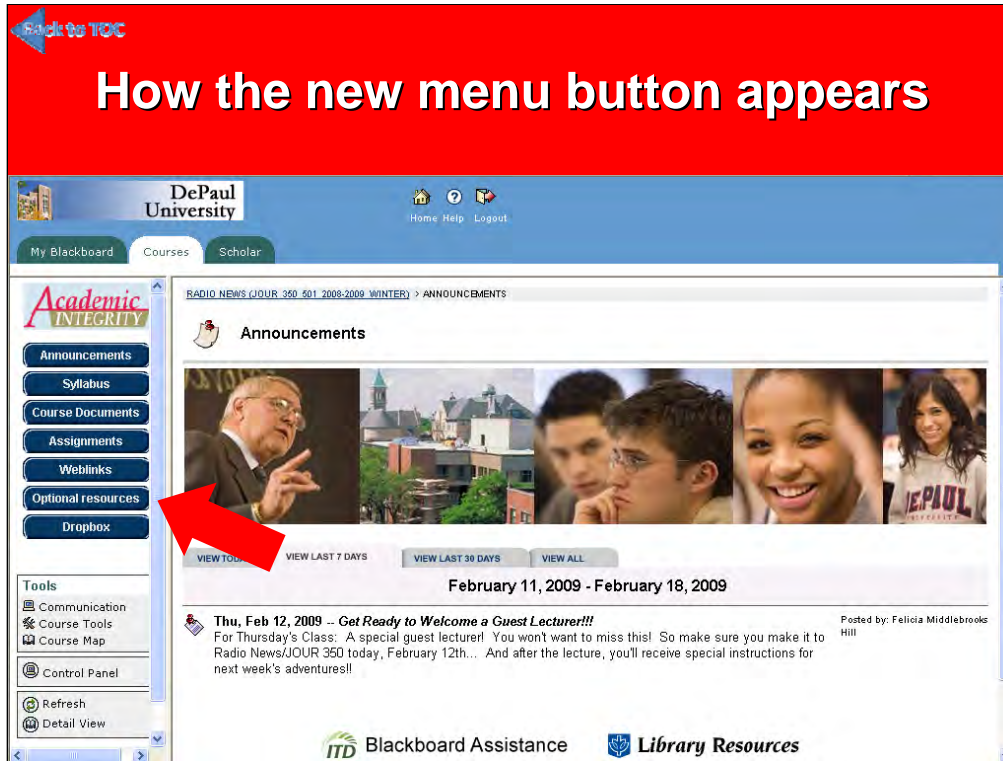 Back to TOC
How the new menu button appears
DePaul
University
Home Help Logout
My Blackboard Courses Scholar
Academic
INTEGRITY
RADIO NEWS (JOUR 350 501 2008-2009 WINTER) > ANNOUNCEMENTS
Announcements
Announcements
Syllabus
Course Documents
Assignments
Weblinks
Optional resources
Dropbox
DEPAUL
UNIVERSITY
VIEW VIEW LAST 7 DAYS VIEW LAST 30 DAYS VIEW ALL
February 11, 2009 - February 18, 2009
Tools
Communication
Course Tools
Course Map
Control Panel
Refresh
Detail View
Thu, Feb 12, 2009 -- Get Ready to Welcome a Guest Lecturer!!!
For Thursday's Class: A special guest lecturer! You won't want to miss this! So make sure you make it to
Radio News/JOUR 350 today, February 12th... And after the lecture, you'll receive special instructions for
next week's adventures!!
Posted by: Felicia Middlebrooks
Hill
ITD Blackboard Assistance Library Resources